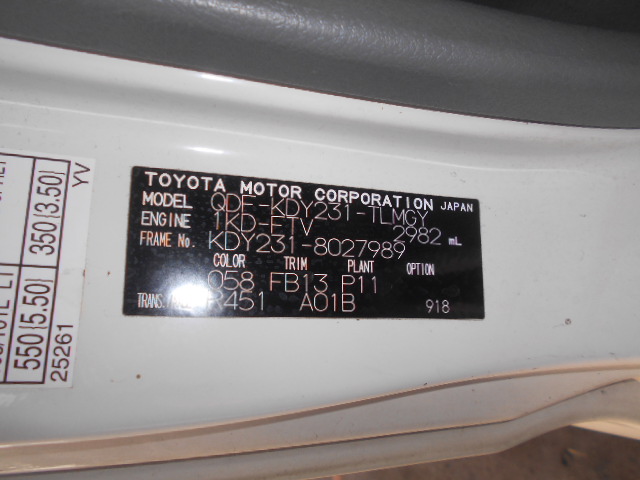 TOYOTA MOTOR CORPORATION JAPAN
MODEL QDF-KDY231-TLMGY
ENGINE 1KD-FTV 2982 mL
FRAME No. KDY231-8027989
COLOR TRIM PLANT OPTION
058 FB13 P11
TRANS. R451 A01B 918
350 (3.50)
550 (5.50)
25261
YV